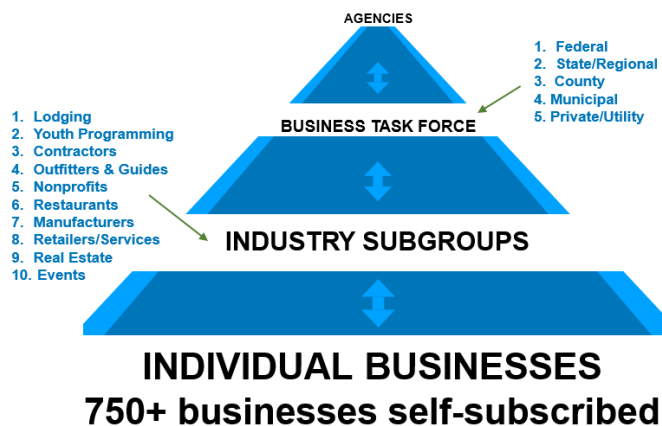 AGENCIES
1. Federal
2. State/Regional
3. County
4. Municipal
5. Private/Utility
BUSINESS TASK FORCE
1. Lodging
2. Youth Programming
3. Contractors
4. Outfitters & Guides
5. Nonprofits
6. Restaurants
7. Manufacturers
8. Retailers/Services
9. Real Estate
10. Events
INDUSTRY SUBGROUPS
INDIVIDUAL BUSINESSES
750+ businesses self-subscribed